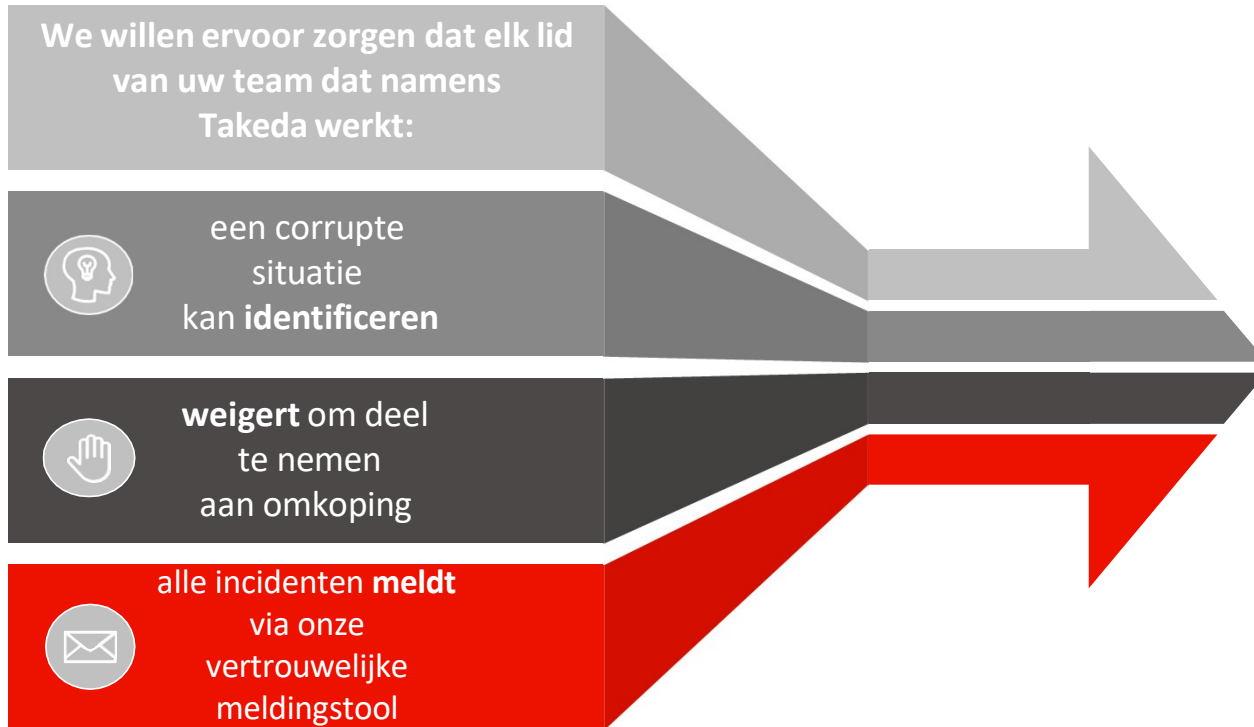 We willen ervoor zorgen dat elk lid
van uw team dat namens
Takeda werkt:
een corrupte
situatie
kan identificeren
weigert om deel
te nemen
aan omkoping
alle incidenten meldt
via onze
vertrouwelijke
meldingstool